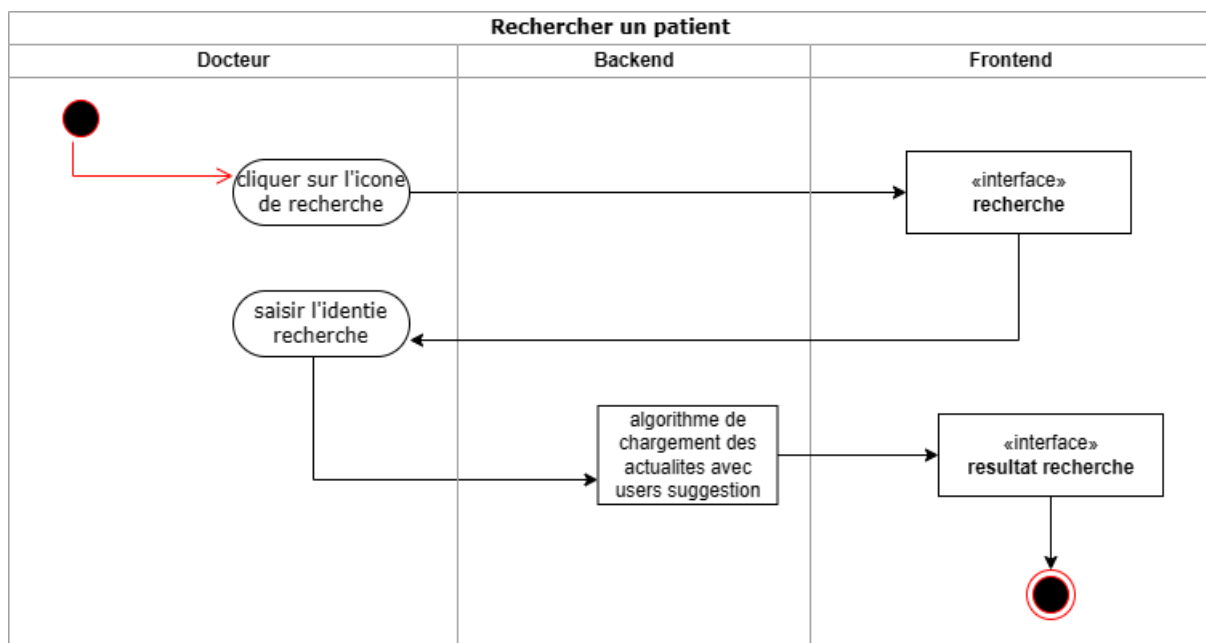 Rechercher un patient
Docteur
Backend
Frontend
cliquer sur l'icone
de recherche
«interface»
recherche
saisir l'identie
recherche
algorithme de
chargement des
actualites avec
users suggestion
«interface»
resultat recherche